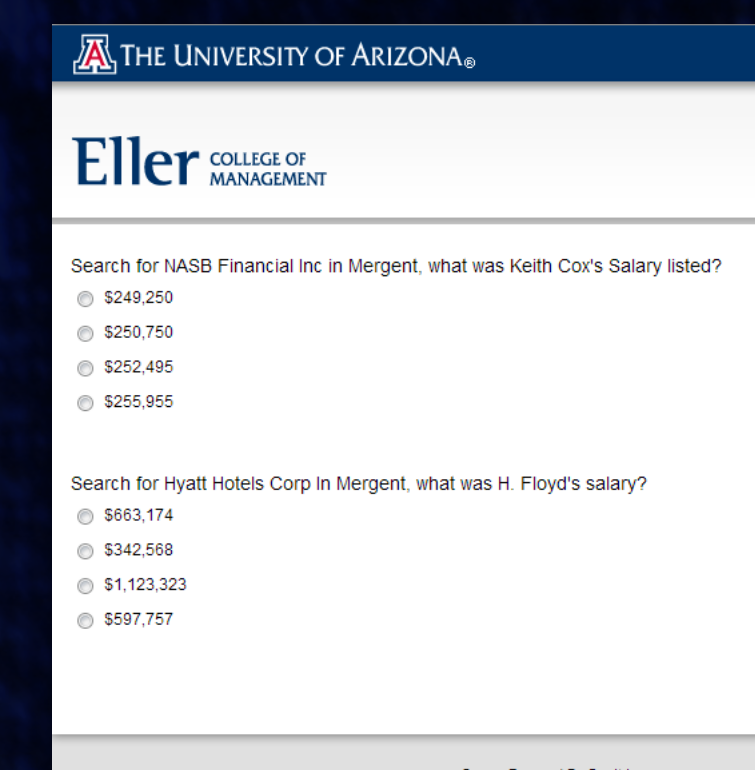 THE UNIVERSITY OF ARIZONA®
Eller COLLEGE OF
MANAGEMENT
Search for NASB Financial Inc in Mergent, what was Keith Cox's Salary listed?
$249,250
$250,750
$252,495
$255,955
Search for Hyatt Hotels Corp In Mergent, what was H. Floyd's salary?
$663,174
$342,568
$1,123,323
$597,757